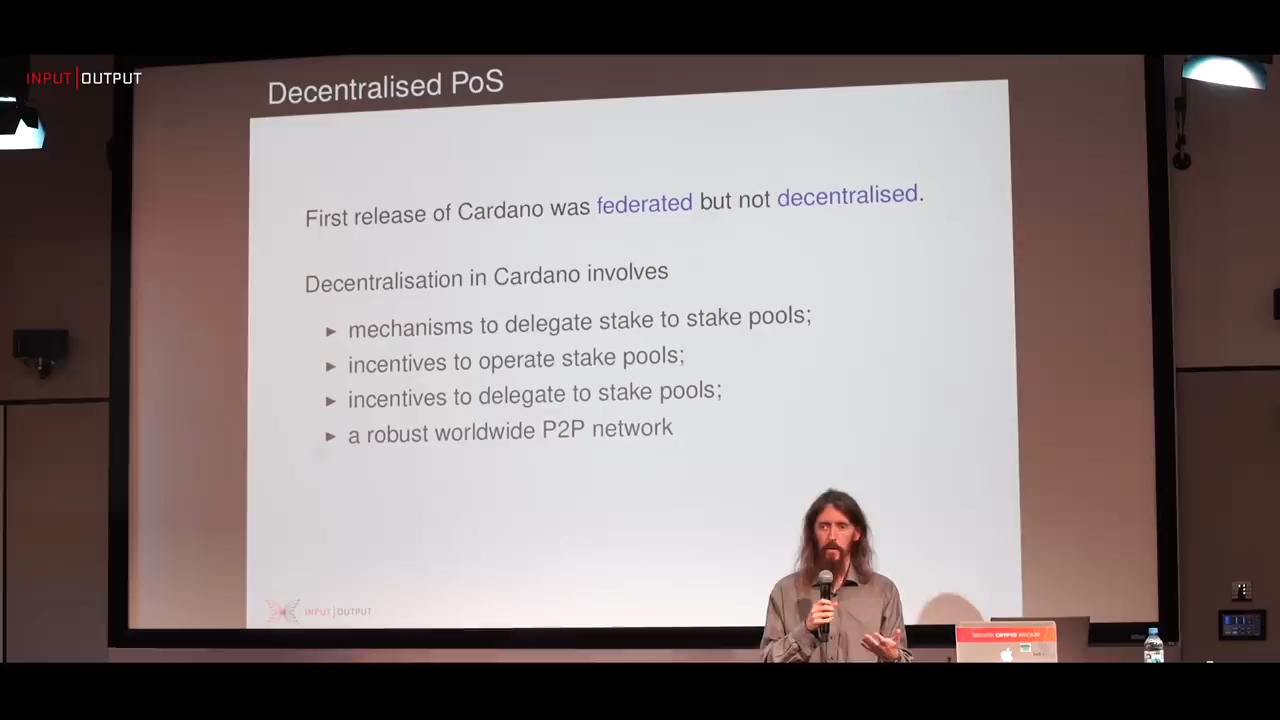 INPUT|OUTPUT
Decentralised PoS
First release of Cardano was federated but not decentralised.
Decentralisation in Cardano involves
▸ mechanisms to delegate stake to stake pools;
▸ incentives to operate stake pools;
▸ incentives to delegate to stake pools;
▸ a robust worldwide P2P network
INPUT|OUTPUT